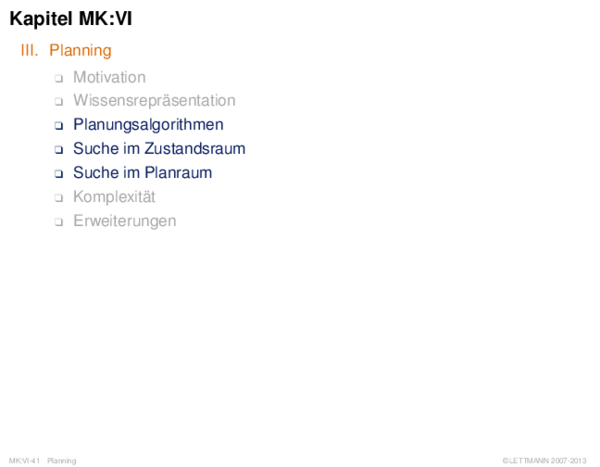 Kapitel MK:VI
III. Planning
❑ Motivation
❑ Wissensrepräsentation
❑ Planungsalgorithmen
❑ Suche im Zustandsraum
❑ Suche im Planraum
❑ Komplexität
❑ Erweiterungen
MK:VI-41 Planning ©LETTMANN 2007-2013